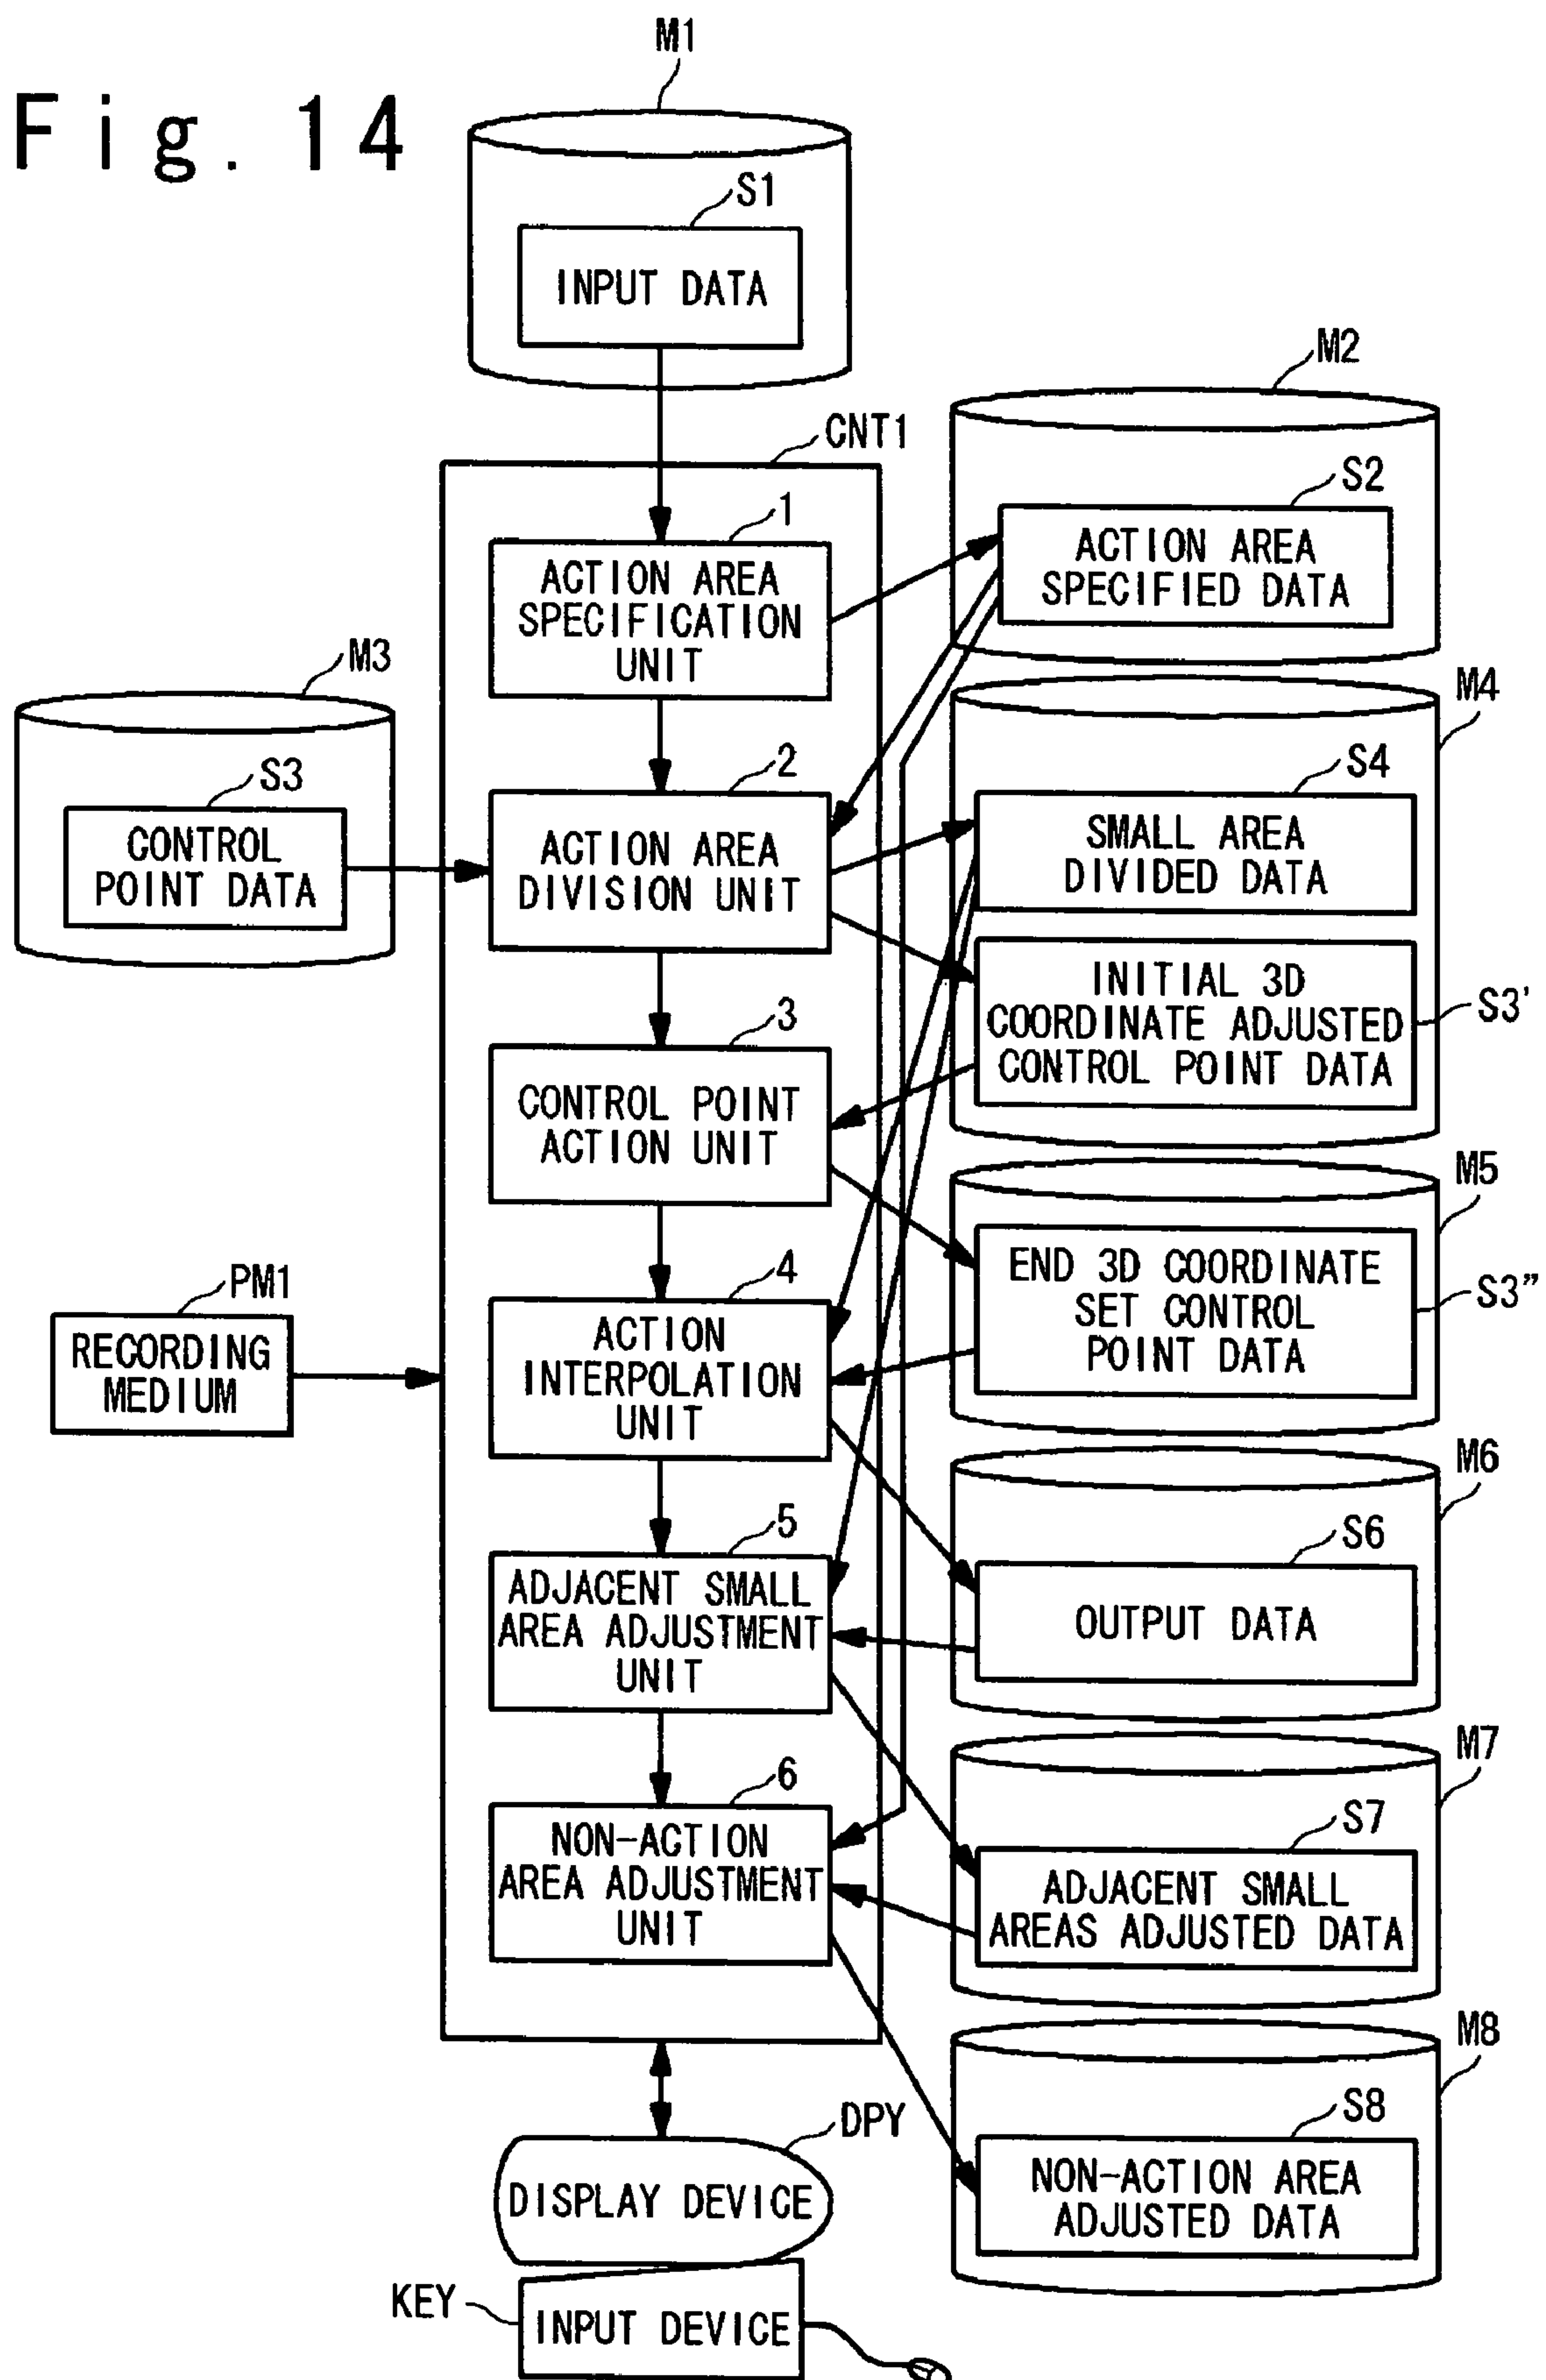 Fig. 14
M1
S1
INPUT DATA
M2
CNT1
S2
ACTION AREA
SPECIFIED DATA
1
ACTION AREA
SPECIFICATION
UNIT
M3
S3
CONTROL
POINT DATA
M4
2
ACTION AREA
DIVISION UNIT
S4
SMALL AREA
DIVIDED DATA
INITIAL 3D
COORDINATE ADJUSTED
CONTROL POINT DATA
S3'
3
CONTROL POINT
ACTION UNIT
M5
END 3D COORDINATE
SET CONTROL
POINT DATA
S3"
PM1
RECORDING
MEDIUM
4
ACTION
INTERPOLATION
UNIT
M6
S6
OUTPUT DATA
5
ADJACENT SMALL
AREA ADJUSTMENT
UNIT
M7
S7
ADJACENT SMALL
AREAS ADJUSTED DATA
6
NON-ACTION
AREA ADJUSTMENT
UNIT
M8
S8
NON-ACTION AREA
ADJUSTED DATA
DPY
DISPLAY DEVICE
KEY
INPUT DEVICE